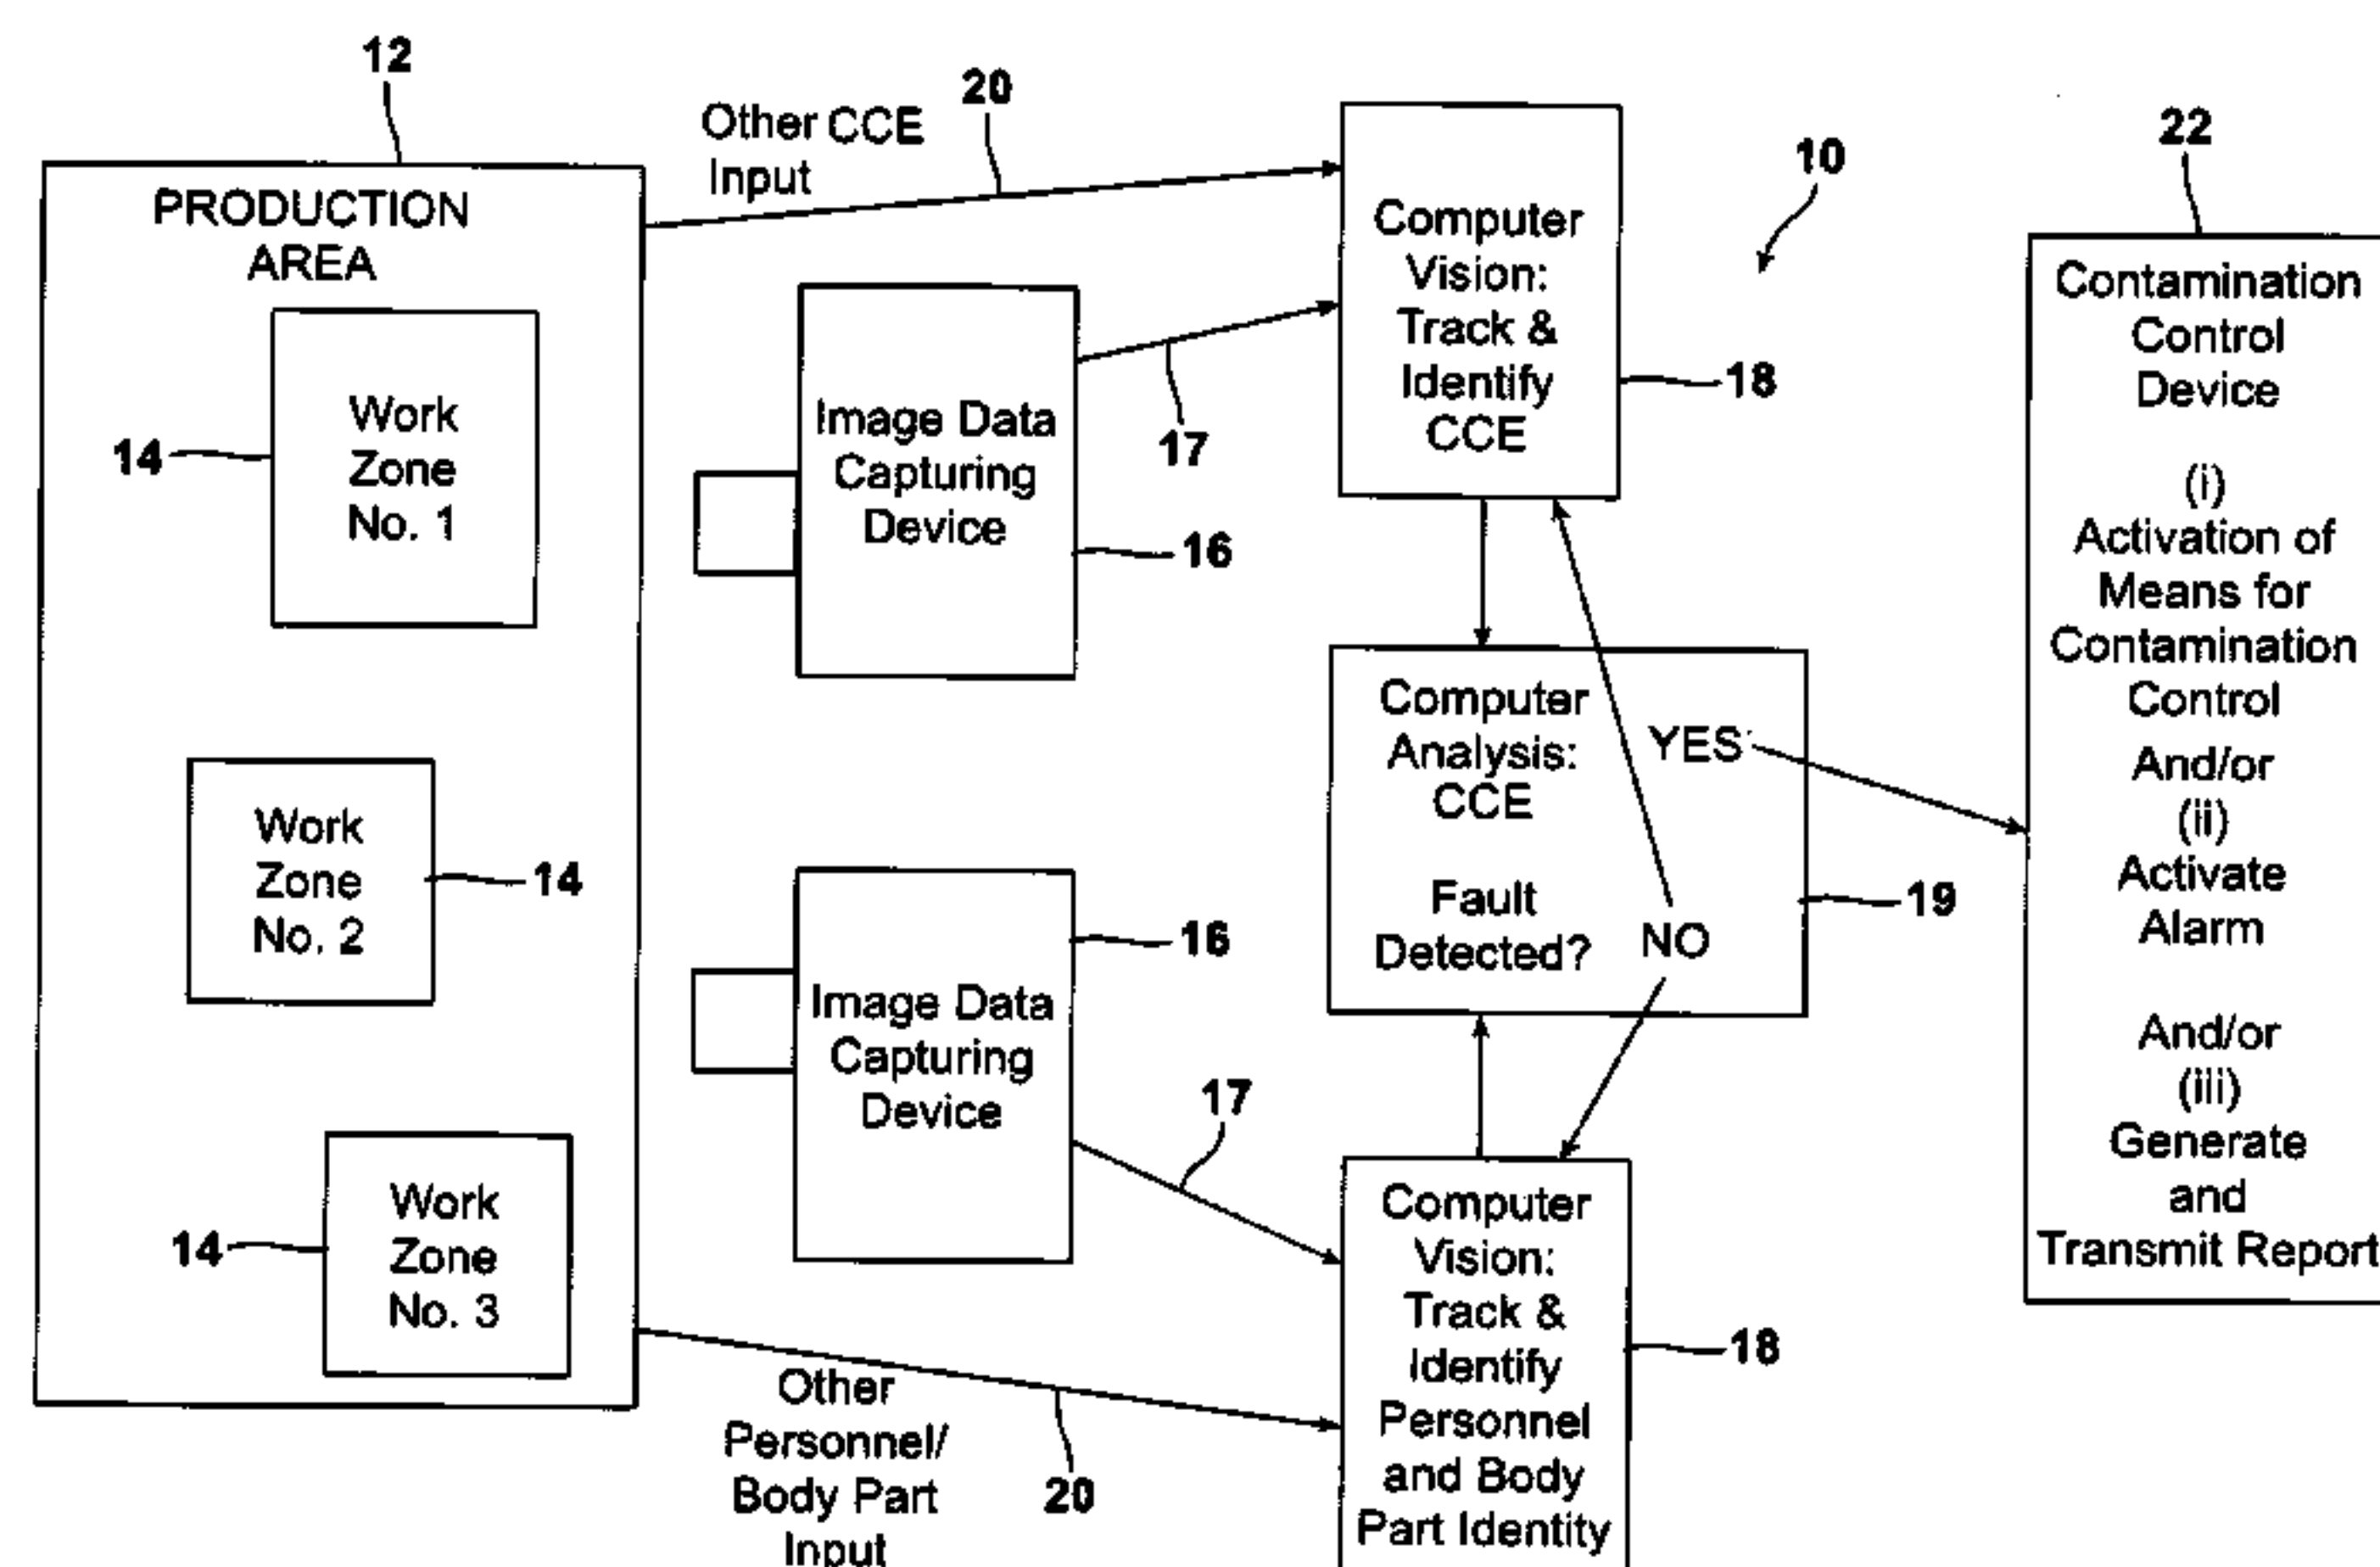 12
PRODUCTION
AREA
14
Work
Zone
No. 1
Work
Zone
No. 2
14
14
Work
Zone
No. 3
Other CCE
Input
20
Image Data
Capturing
Device
17
16
16
Image Data
Capturing
Device
17
Other
Personnel/
Body Part
Input
20
Computer
Vision:
Track &
Identify
CCE
18
10
Computer
Analysis:
CCE
YES
Fault
Detected?
NO
19
Computer
Vision:
Track &
Identify
Personnel
and Body
Part Identity
18
22
Contamination
Control
Device
(i)
Activation of
Means for
Contamination
Control
And/or
(ii)
Activate
Alarm
And/or
(iii)
Generate
and
Transmit Report